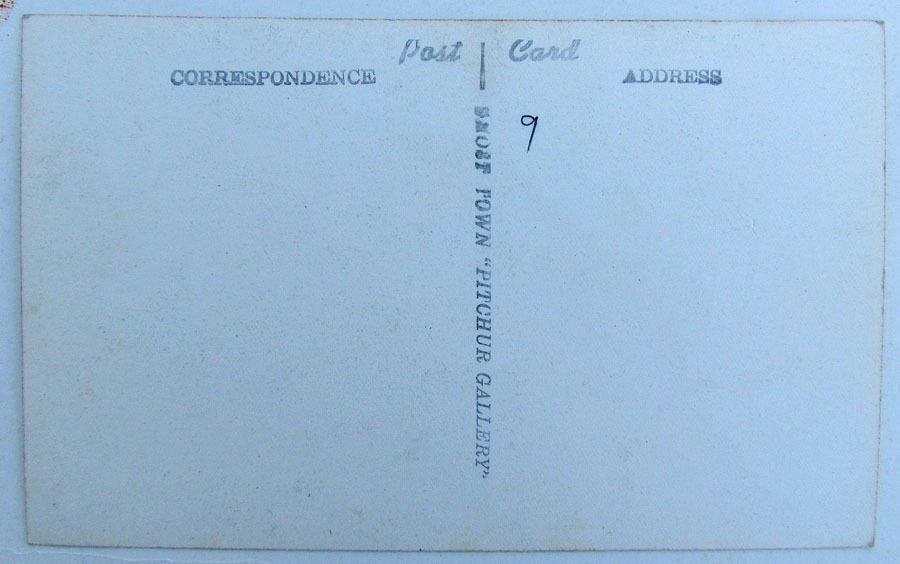 Post Card
CORRESPONDENCE ADDRESS
9
GHOST TOWN "PITCHUR GALLERY"